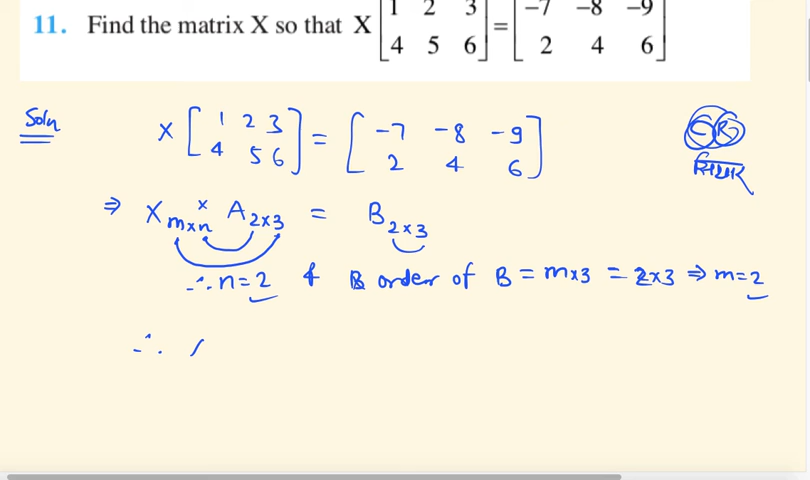 11. Find the matrix X so that X [1 2 3 = [-7 -8 -9
4 5 6] 2 4 6]
Soln
X [1 2 3 = [-7 -8 -9
4 5 6] 2 4 6]
⇒ X m×n × A 2×3 = B 2×3
∴ n=2 & B order of B = m×3 = 2×3 ⇒ m=2
∴